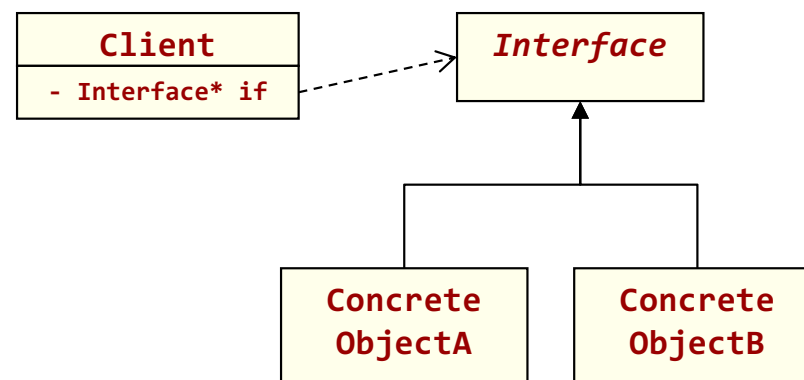 Client
- Interface* if
Interface
Concrete
ObjectA
Concrete
ObjectB